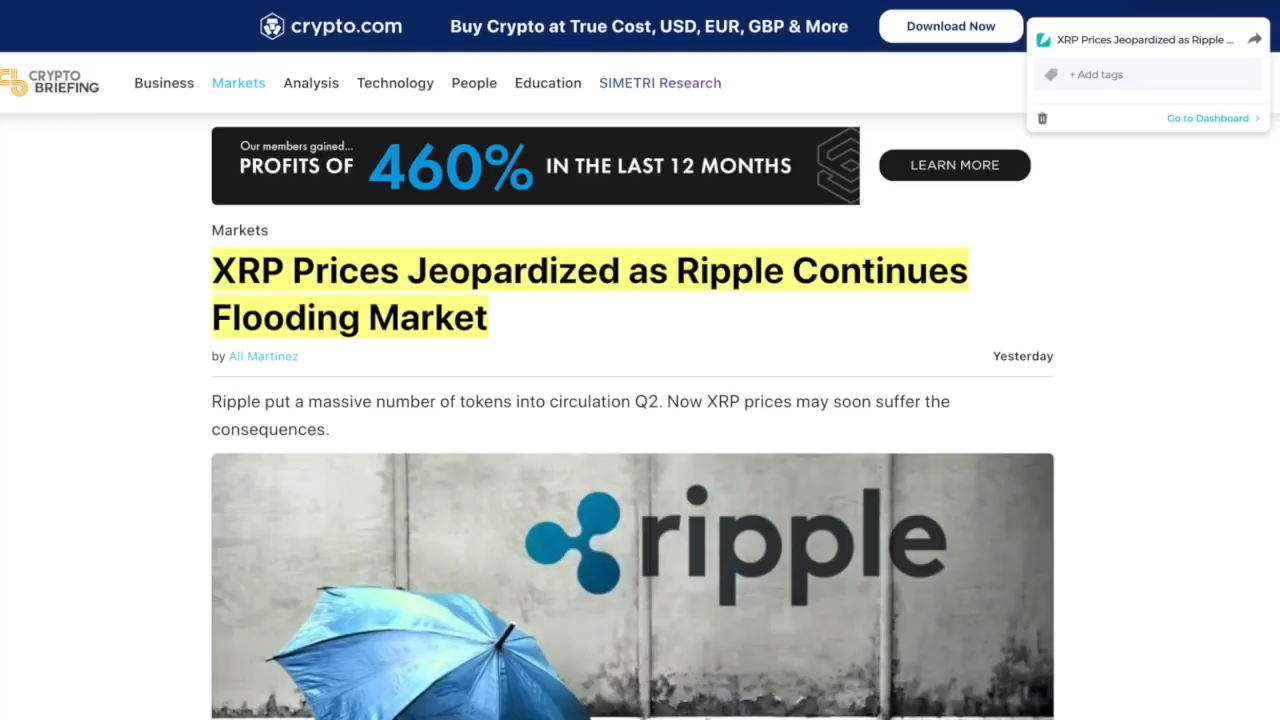 crypto.com
Buy Crypto at True Cost, USD, EUR, GBP & More
Download Now
XRP Prices Jeopardized as Ripple ...
+ Add tags
Go to Dashboard
CRYPTO
BRIEFING
Business Markets Analysis Technology People Education SIMETRI Research
Our members gained...
PROFITS OF 460% IN THE LAST 12 MONTHS
LEARN MORE
Markets
XRP Prices Jeopardized as Ripple Continues
Flooding Market
by Ali Martinez
Yesterday
Ripple put a massive number of tokens into circulation Q2. Now XRP prices may soon suffer the
consequences.
ripple